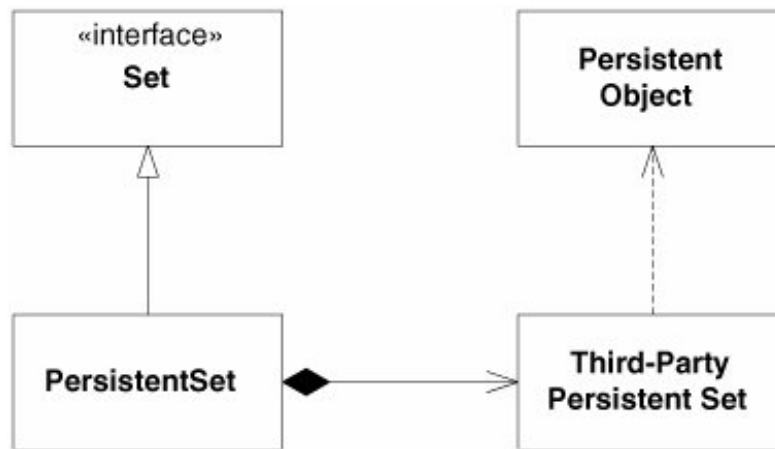 «interface»
Set
Persistent
Object
PersistentSet
Third-Party
Persistent Set